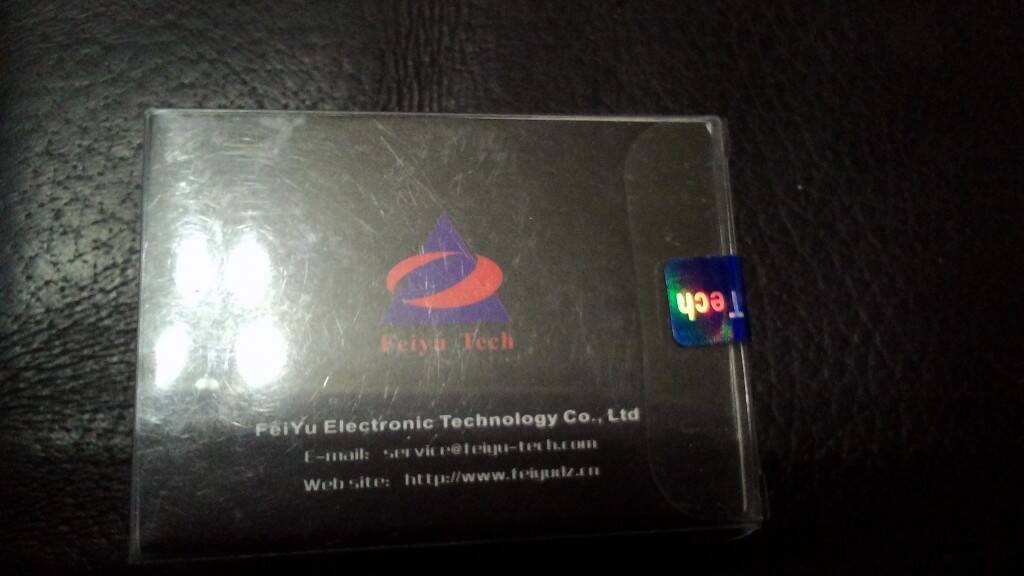 Feiyu Tech
Tech
FeiYu Electronic Technology Co., Ltd
E-mail: service@feiyu-tech.com
Web site: http://www.feiyudz.cn